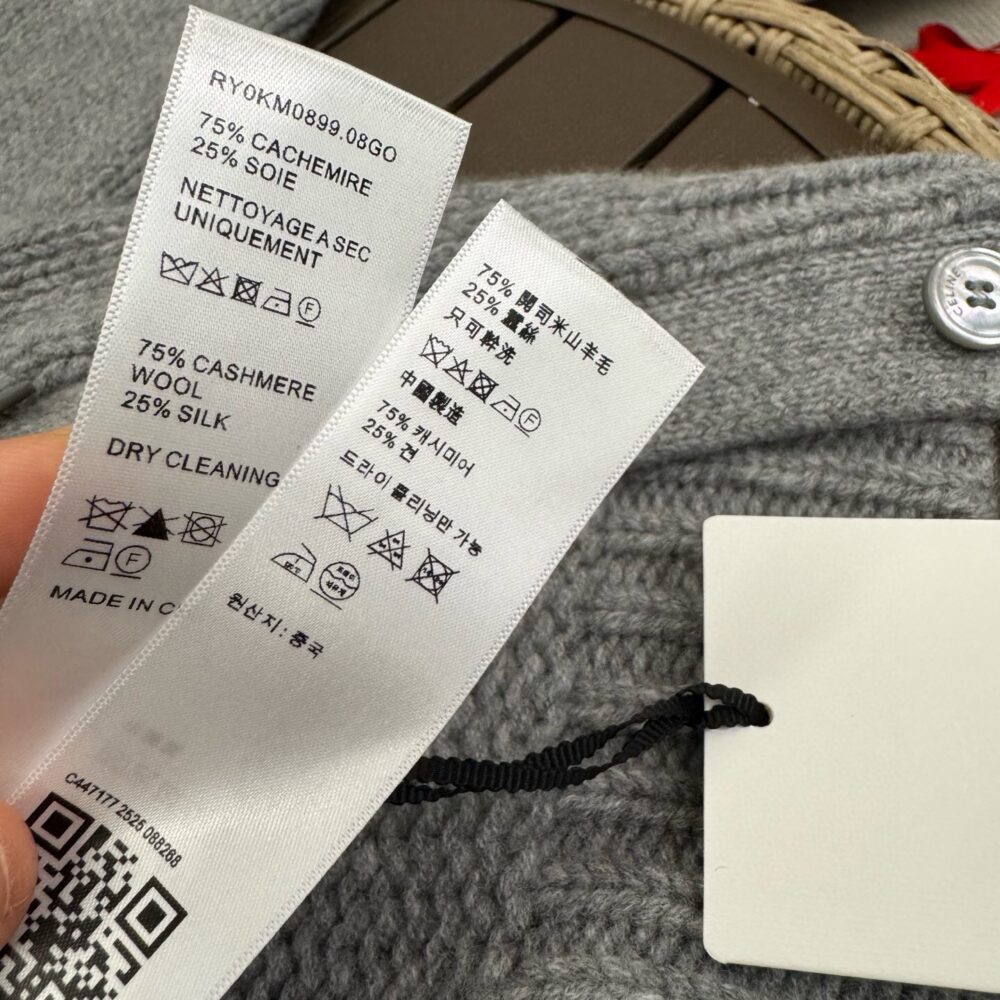 RY0KM0899.08GO
75% CACHEMIRE
25% SOIE
NETTOYAGE A SEC
UNIQUEMENT
F
75% CASHMERE
WOOL
25% SILK
DRY CLEANING
F
MADE IN C
75% 開司米山羊毛
25% 蠶絲
只可幹洗
F
中國製造
75% 캐시미어
25% 견
드라이 클리닝만 가능
원산지: 중국
C447177 2525 088268
CELINE